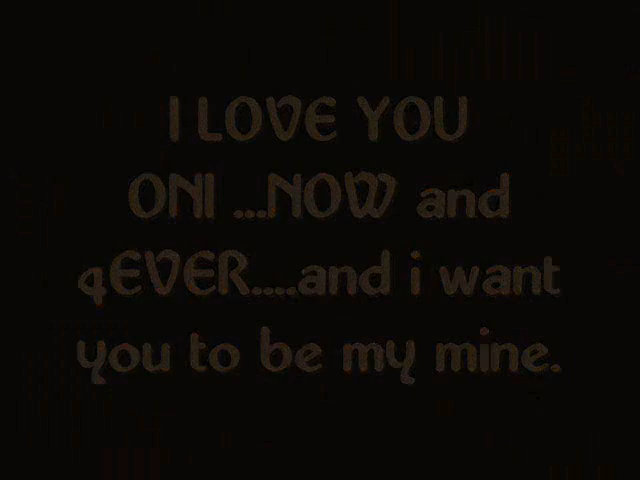 I LOVE YOU
ONI ...NOW and
4EVER....and i want
you to be my mine.